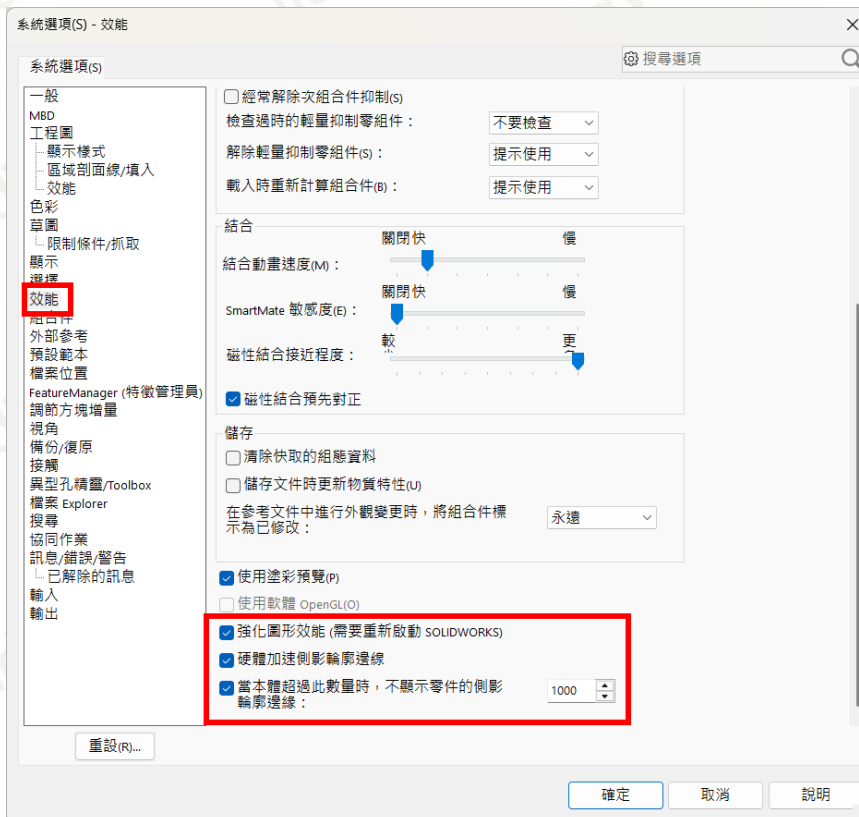 系統選項(S) - 效能
系統選項(S)
搜尋選項
一般
MBD
工程圖
顯示樣式
區域剖面線/填入
效能
色彩
草圖
限制條件/抓取
顯示
選擇
效能
組合件
外部參考
預設範本
檔案位置
FeatureManager (特徵管理員)
調節方塊增量
視角
備份/復原
接觸
異型孔精靈/Toolbox
檔案 Explorer
搜尋
協同作業
訊息/錯誤/警告
已解除的訊息
輸入
輸出
重設(R)...
經常解除次組合件抑制(S)
檢查過時的輕量抑制零組件： 不要檢查
解除輕量抑制零組件(S)： 提示使用
載入時重新計算組合件(B)： 提示使用
結合
關閉快 慢
結合動畫速度(M)：
關閉快 慢
SmartMate 敏感度(E)：
較 更
磁性結合接近程度：
磁性結合預先對正
儲存
清除快取的組態資料
儲存文件時更新物質特性(U)
在參考文件中進行外觀變更時，將組合件標 永遠
示為已修改：
使用塗彩預覽(P)
使用軟體 OpenGL(O)
強化圖形效能 (需要重新啟動 SOLIDWORKS)
硬體加速側影輪廓邊線
當本體超過此數量時，不顯示零件的側影 1000
輪廓邊緣：
確定 取消 說明